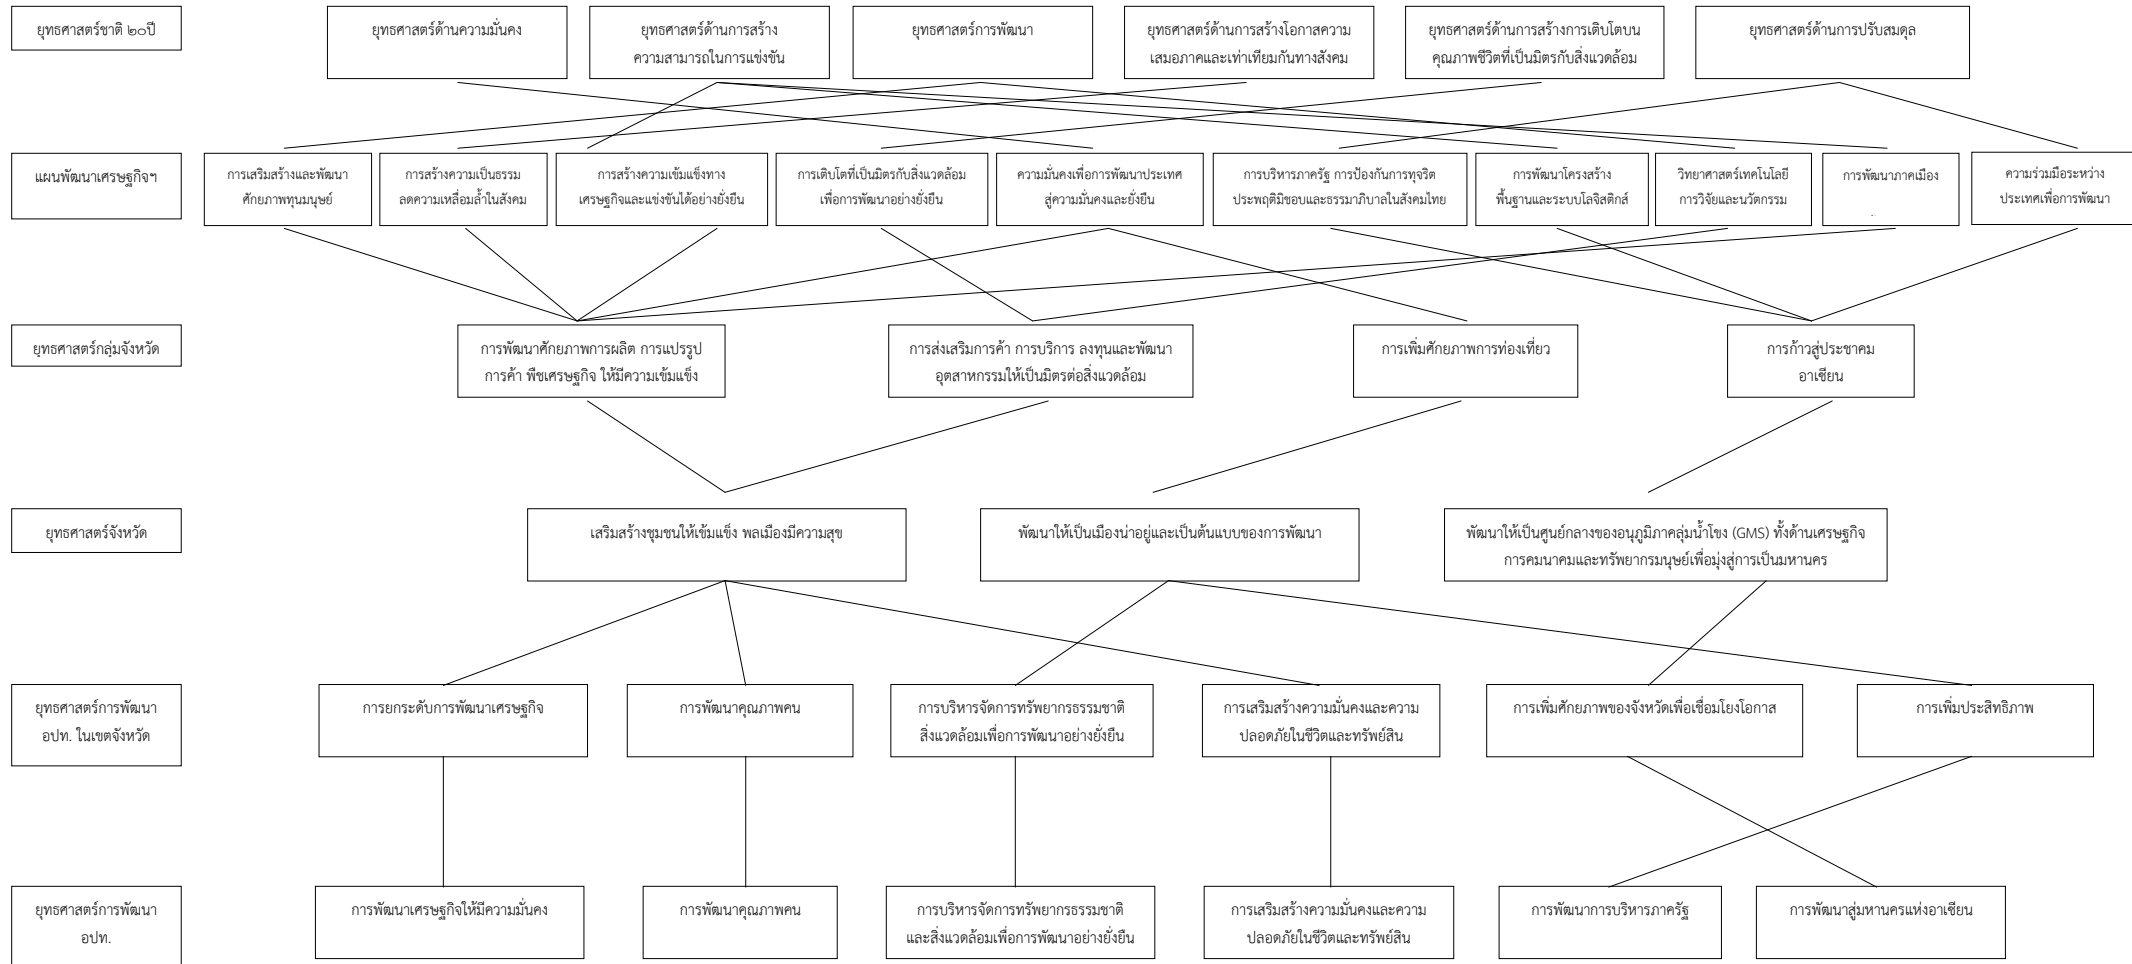 ยุทธศาสตร์ชาติ ๒๐ปี
ยุทธศาสตร์ด้านความมั่นคง
ยุทธศาสตร์ด้านการสร้าง
ความสามารถในการแข่งขัน
ยุทธศาสตร์การพัฒนา
ยุทธศาสตร์ด้านการสร้างโอกาสความ
เสมอภาคและเท่าเทียมกันทางสังคม
ยุทธศาสตร์ด้านการสร้างการเติบโตบน
คุณภาพชีวิตที่เป็นมิตรกับสิ่งแวดล้อม
ยุทธศาสตร์ด้านการปรับสมดุล
แผนพัฒนาเศรษฐกิจฯ
การเสริมสร้างและพัฒนา
ศักยภาพทุนมนุษย์
การสร้างความเป็นธรรม
ลดความเหลื่อมล้ำในสังคม
การสร้างความเข้มแข็งทาง
เศรษฐกิจและแข่งขันได้อย่างยั่งยืน
การเติบโตที่เป็นมิตรกับสิ่งแวดล้อม
เพื่อการพัฒนาอย่างยั่งยืน
ความมั่นคงเพื่อการพัฒนาประเทศ
สู่ความมั่นคงและยั่งยืน
การบริหารภาครัฐ การป้องกันการทุจริต
ประพฤติมิชอบและธรรมาภิบาลในสังคมไทย
การพัฒนาโครงสร้าง
พื้นฐานและระบบโลจิสติกส์
วิทยาศาสตร์เทคโนโลยี
การวิจัยและนวัตกรรม
การพัฒนาภาคเมือง
ความร่วมมือระหว่าง
ประเทศเพื่อการพัฒนา
ยุทธศาสตร์กลุ่มจังหวัด
การพัฒนาศักยภาพการผลิต การแปรรูป
การค้า พืชเศรษฐกิจ ให้มีความเข้มแข็ง
การส่งเสริมการค้า การบริการ ลงทุนและพัฒนา
อุตสาหกรรมให้เป็นมิตรต่อสิ่งแวดล้อม
การเพิ่มศักยภาพการท่องเที่ยว
การก้าวสู่ประชาคม
อาเซียน
ยุทธศาสตร์จังหวัด
เสริมสร้างชุมชนให้เข้มแข็ง พลเมืองมีความสุข
พัฒนาให้เป็นเมืองน่าอยู่และเป็นต้นแบบของการพัฒนา
พัฒนาให้เป็นศูนย์กลางของอนุภูมิภาคลุ่มน้ำโขง (GMS) ทั้งด้านเศรษฐกิจ
การคมนาคมและทรัพยากรมนุษย์เพื่อมุ่งสู่การเป็นมหานคร
ยุทธศาสตร์การพัฒนา
อปท. ในเขตจังหวัด
การยกระดับการพัฒนาเศรษฐกิจ
การพัฒนาคุณภาพคน
การบริหารจัดการทรัพยากรธรรมชาติ
สิ่งแวดล้อมเพื่อการพัฒนาอย่างยั่งยืน
การเสริมสร้างความมั่นคงและความ
ปลอดภัยในชีวิตและทรัพย์สิน
การเพิ่มศักยภาพของจังหวัดเพื่อเชื่อมโยงโอกาส
การเพิ่มประสิทธิภาพ
ยุทธศาสตร์การพัฒนา
อปท.
การพัฒนาเศรษฐกิจให้มีความมั่นคง
การพัฒนาคุณภาพคน
การบริหารจัดการทรัพยากรธรรมชาติ
และสิ่งแวดล้อมเพื่อการพัฒนาอย่างยั่งยืน
การเสริมสร้างความมั่นคงและความ
ปลอดภัยในชีวิตและทรัพย์สิน
การพัฒนาการบริหารภาครัฐ
การพัฒนาสู่มหานครแห่งอาเซียน